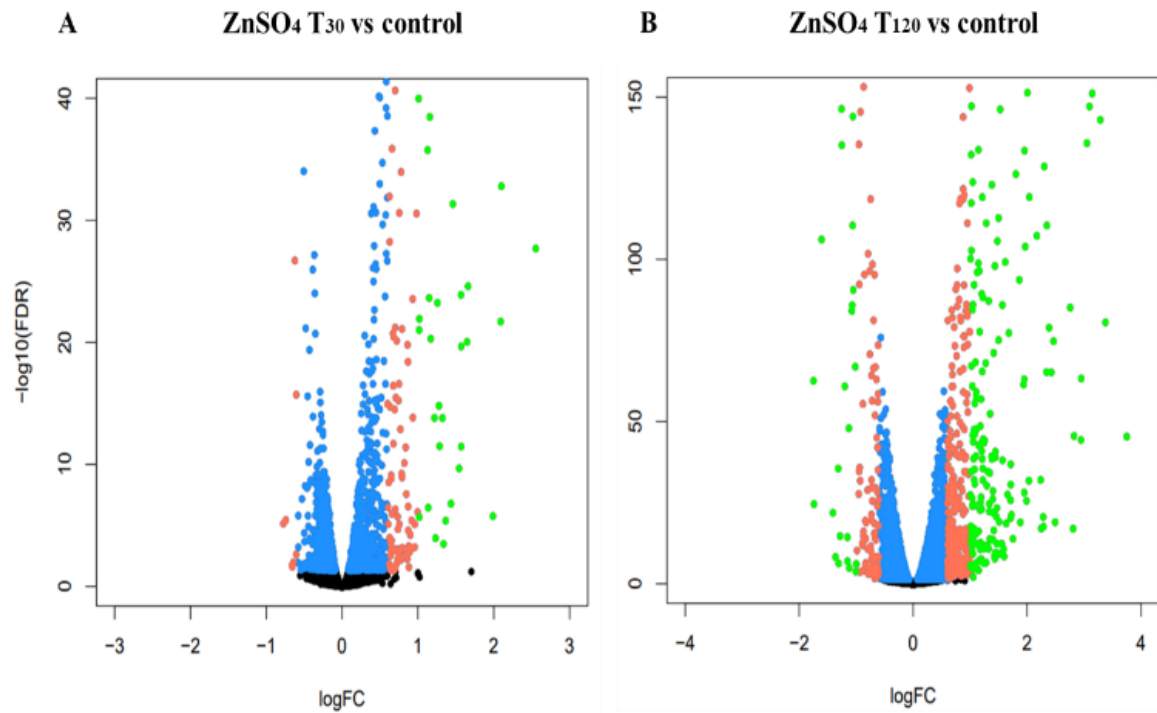 A ZnSO₄ T₃₀ vs control
B ZnSO₄ T₁₂₀ vs control
−log10(FDR)
40
30
20
10
0
−3 −2 −1 0 1 2 3
logFC
150
100
50
0
−4 −2 0 2 4
logFC